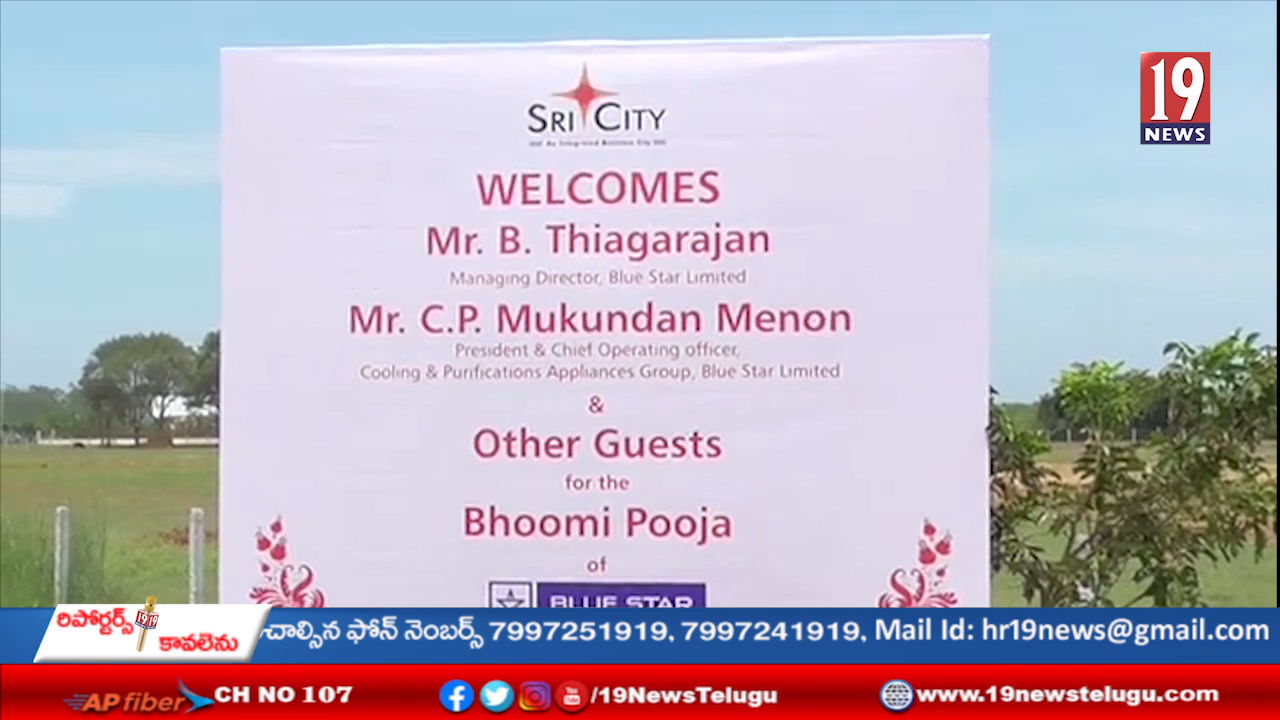 SRI CITY
19
NEWS
WELCOMES
Mr. B. Thiagarajan
Managing Director, Blue Star Limited
Mr. C.P. Mukundan Menon
President & Chief Operating officer,
Cooling & Purifications Appliances Group, Blue Star Limited
&
Other Guests
for the
Bhoomi Pooja
of
BLUE STAR
రిపోర్టర్స్
కావలెను
ఫోన్ నెంబర్స్ 7997251919, 7997241919, Mail Id: hr19news@gmail.com
AP fiber CH NO 107 /19NewsTelugu www.19newstelugu.com